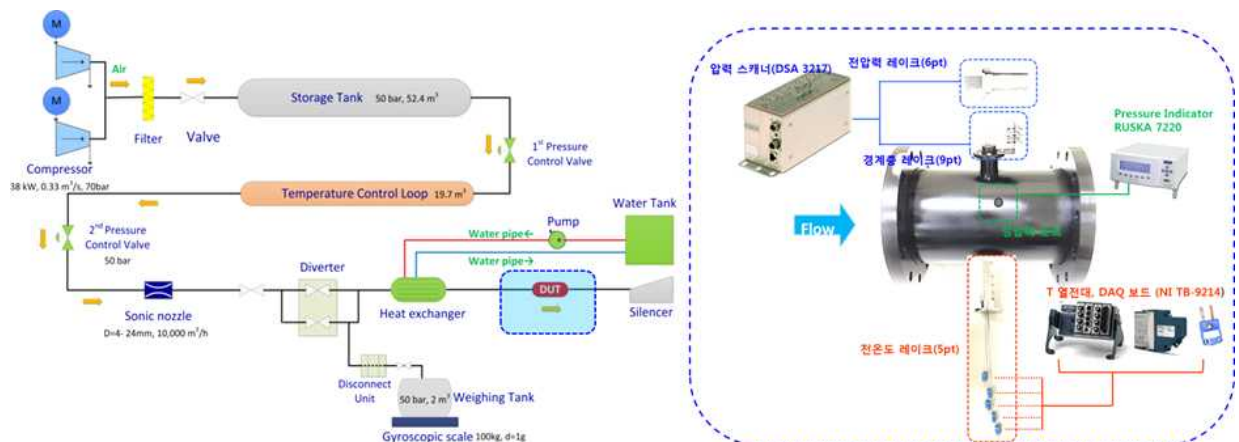 M
M
Air
Filter
Valve
Storage Tank 50 bar, 52.4 m³
Compressor
38 kW, 0.33 m³/s, 70bar
1st Pressure
Control Valve
Temperature Control Loop 19.7 m³
2nd Pressure
Control Valve
50 bar
Sonic nozzle
D=4- 24mm, 10,000 m³/h
Diverter
Water pipe←
Pump
Water Tank
Water pipe→
Heat exchanger
DUT
Silencer
Disconnect
Unit
50 bar, 2 m³
Weighing Tank
Gyroscopic scale 100kg, d=1g
압력 스캐너(DSA 3217)
전압력 레이크(6pt)
경계층 레이크(9pt)
Pressure Indicator
RUSKA 7220
Flow
T 열전대, DAQ 보드 (NI TB-9214)
전온도 레이크(5pt)